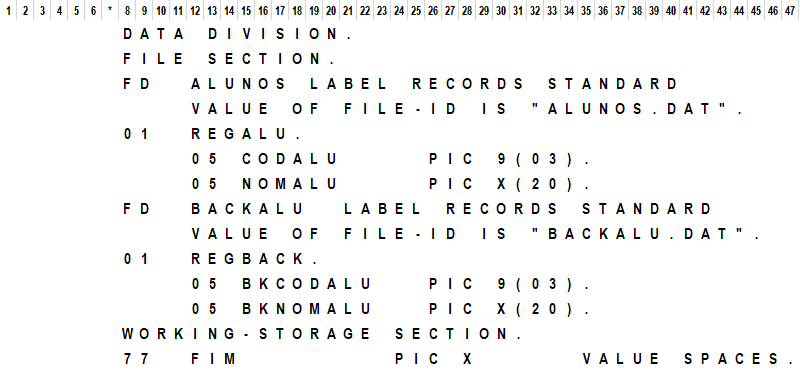 1 2 3 4 5 6 * 8 9 10 11 12 13 14 15 16 17 18 19 20 21 22 23 24 25 26 27 28 29 30 31 32 33 34 35 36 37 38 39 40 41 42 43 44 45 46 47
DATA DIVISION.
FILE SECTION.
FD  ALUNOS LABEL RECORDS STANDARD
    VALUE OF FILE-ID IS "ALUNOS.DAT".
01  REGALU.
    05 CODALU     PIC 9(03).
    05 NOMALU     PIC X(20).
FD  BACKALU  LABEL RECORDS STANDARD
    VALUE OF FILE-ID IS "BACKALU.DAT".
01  REGBACK.
    05 BKCODALU   PIC 9(03).
    05 BKNOMALU   PIC X(20).
WORKING-STORAGE SECTION.
77  FIM         PIC X      VALUE SPACES.